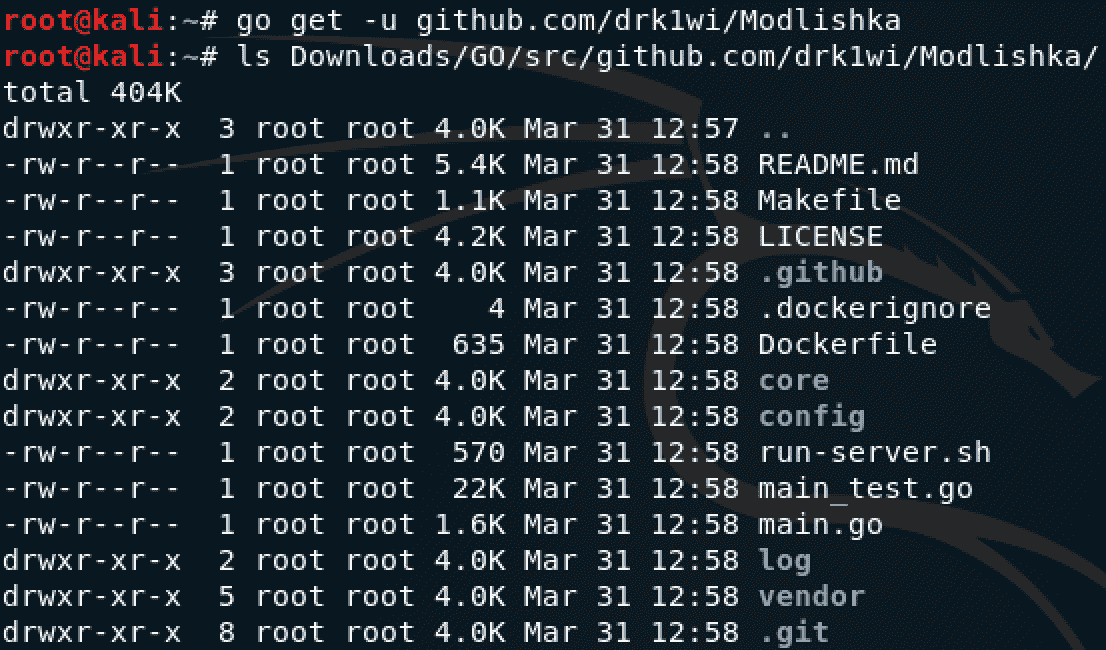 root@kali:~# go get -u github.com/drk1wi/Modlishka
root@kali:~# ls Downloads/GO/src/github.com/drk1wi/Modlishka/
total 404K
drwxr-xr-x  3 root root 4.0K Mar 31 12:57 ..
-rw-r--r--  1 root root 5.4K Mar 31 12:58 README.md
-rw-r--r--  1 root root 1.1K Mar 31 12:58 Makefile
-rw-r--r--  1 root root 4.2K Mar 31 12:58 LICENSE
drwxr-xr-x  3 root root 4.0K Mar 31 12:58 .github
-rw-r--r--  1 root root    4 Mar 31 12:58 .dockerignore
-rw-r--r--  1 root root  635 Mar 31 12:58 Dockerfile
drwxr-xr-x  2 root root 4.0K Mar 31 12:58 core
drwxr-xr-x  2 root root 4.0K Mar 31 12:58 config
-rw-r--r--  1 root root  570 Mar 31 12:58 run-server.sh
-rw-r--r--  1 root root  22K Mar 31 12:58 main_test.go
-rw-r--r--  1 root root 1.6K Mar 31 12:58 main.go
drwxr-xr-x  2 root root 4.0K Mar 31 12:58 log
drwxr-xr-x  5 root root 4.0K Mar 31 12:58 vendor
drwxr-xr-x  8 root root 4.0K Mar 31 12:58 .git